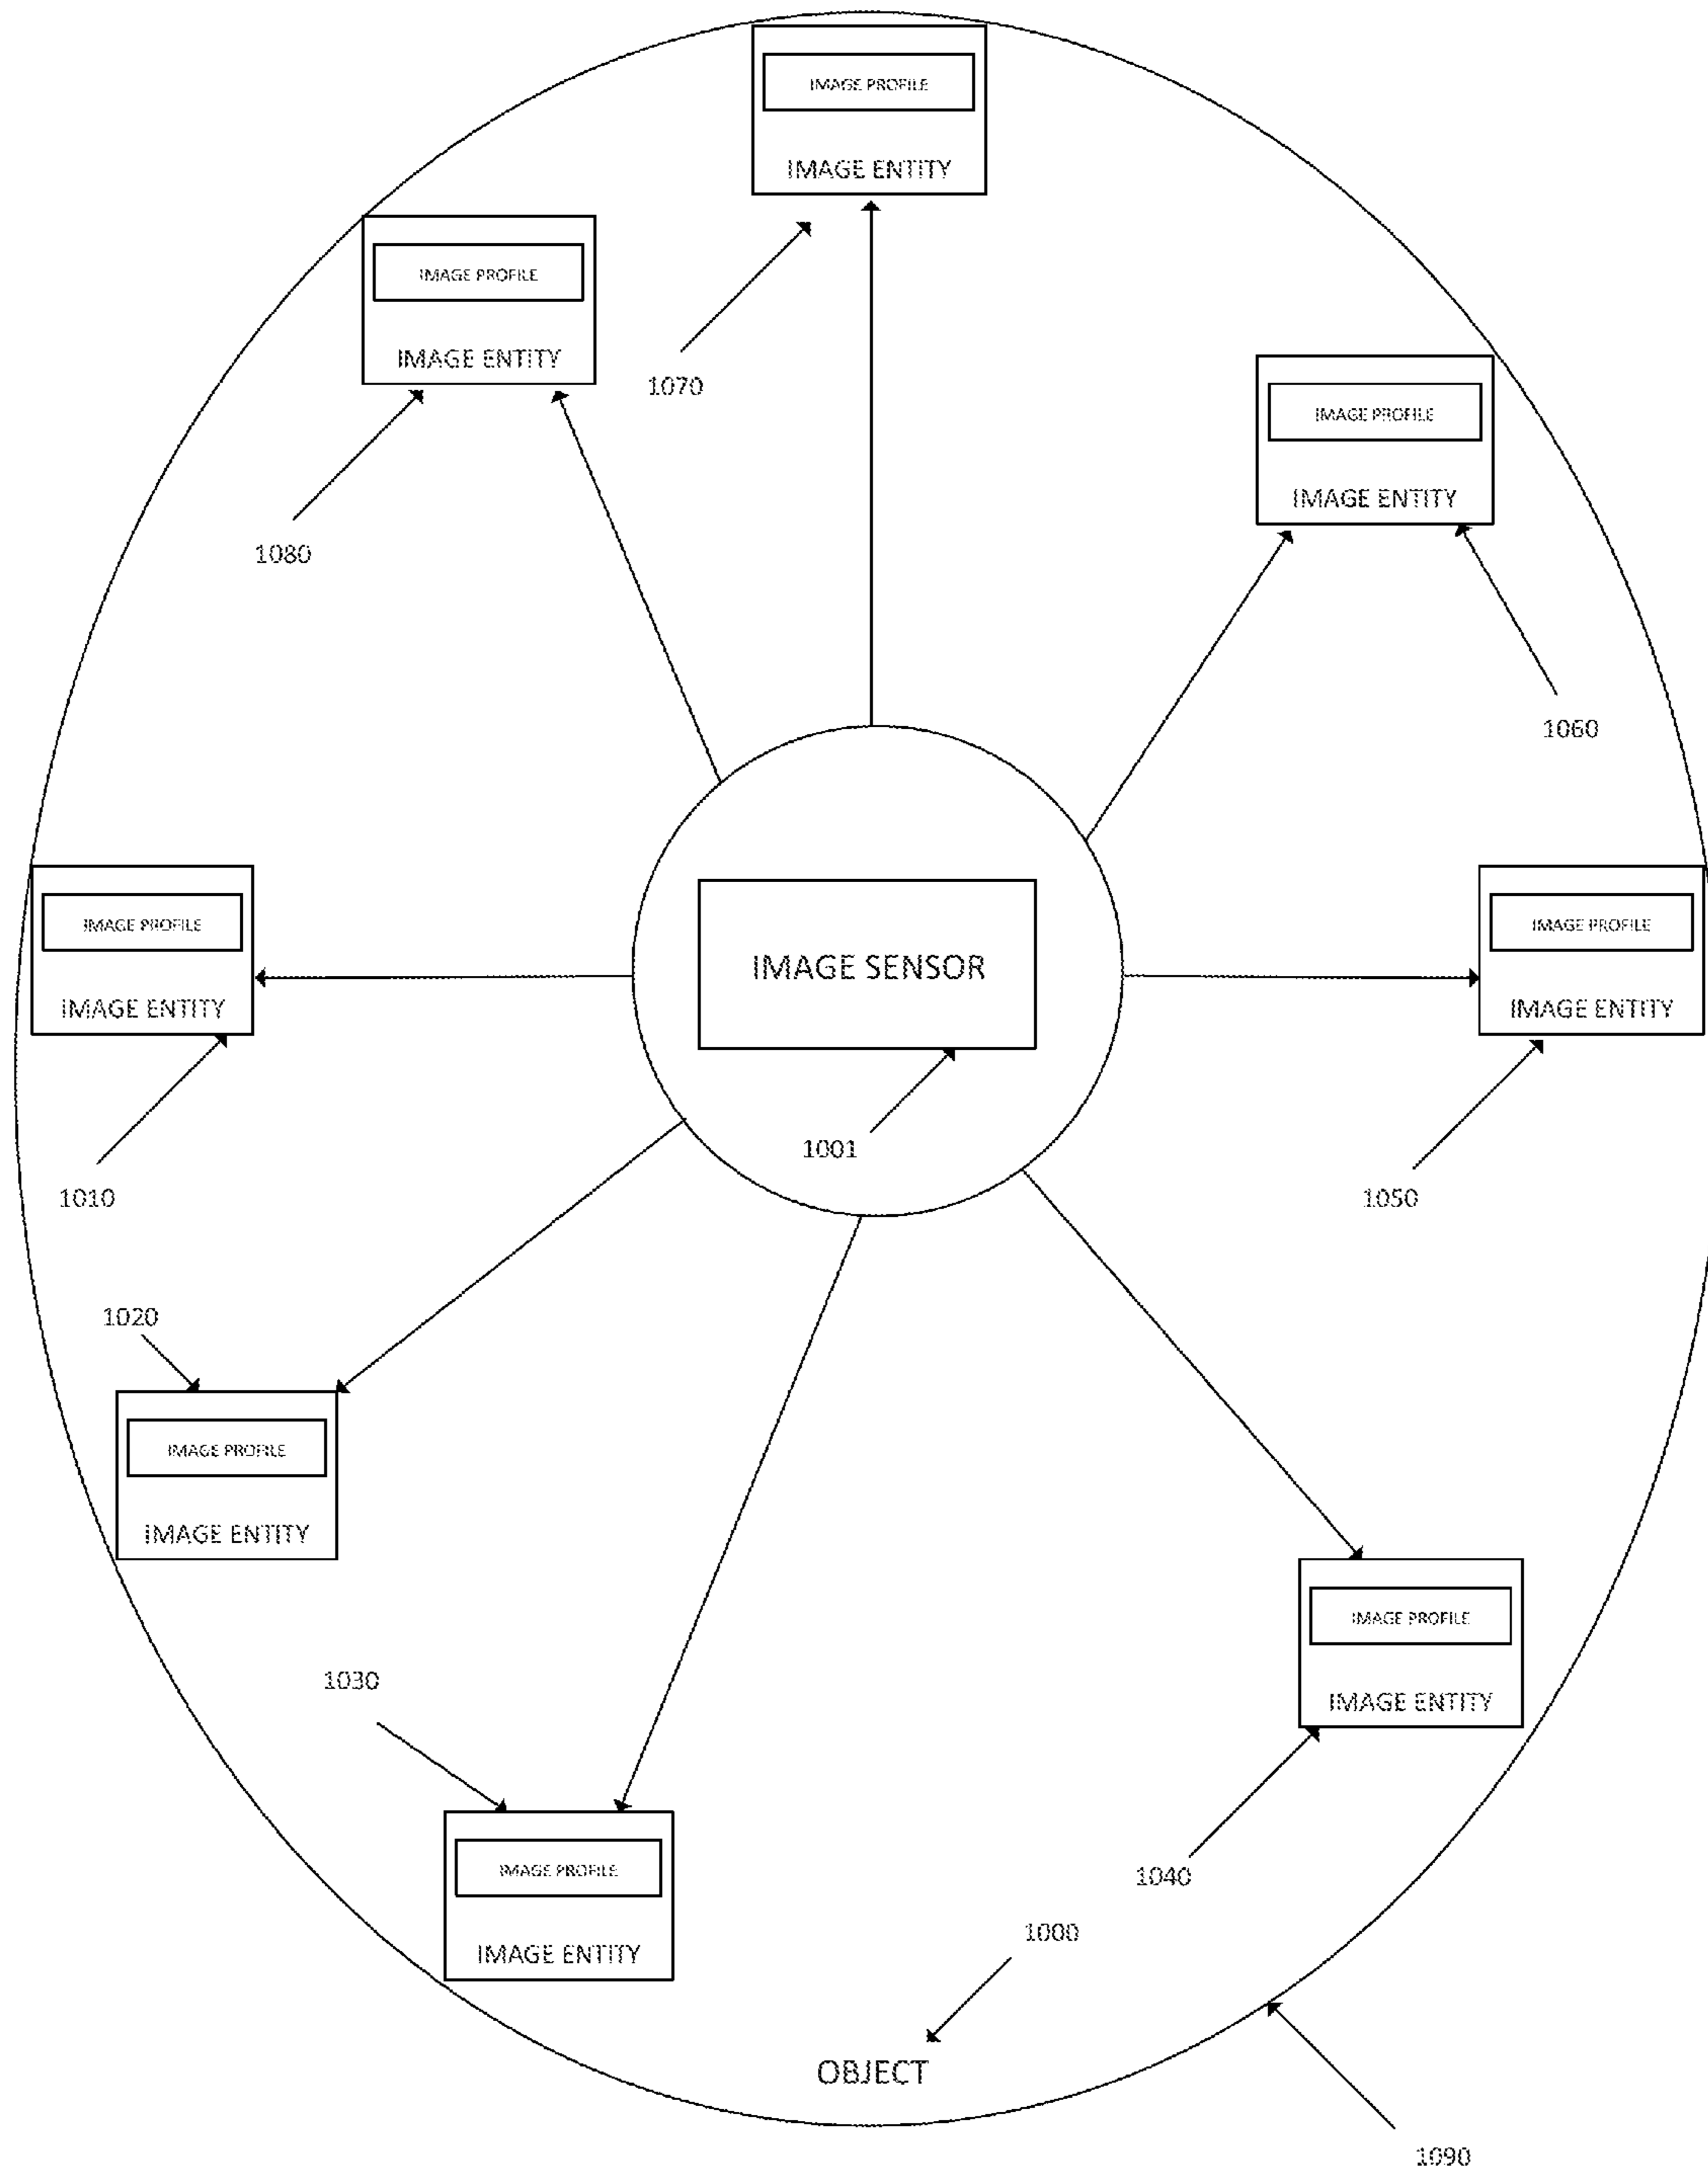 IMAGE PROFILE
IMAGE ENTITY
1070
IMAGE PROFILE
IMAGE ENTITY
1080
IMAGE PROFILE
IMAGE ENTITY
1060
IMAGE PROFILE
IMAGE ENTITY
1010
IMAGE SENSOR
1001
IMAGE PROFILE
IMAGE ENTITY
1050
1020
IMAGE PROFILE
IMAGE ENTITY
1030
IMAGE PROFILE
IMAGE ENTITY
IMAGE PROFILE
IMAGE ENTITY
1040
1000
OBJECT
1090